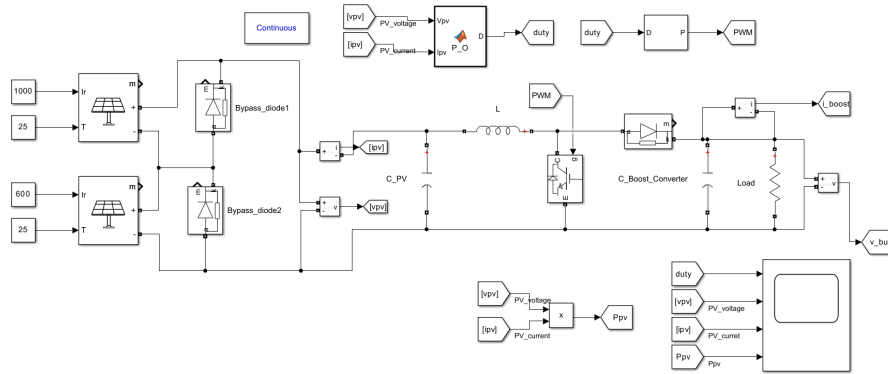 Continuous
[vpv]
PV_voltage
Vpv
[ipv]
PV_current
Ipv
P_O
D
duty
duty
D
P
PWM
1000
Ir
25
T
m
+
-
m
k
a
Bypass_diode1
600
Ir
25
T
m
+
-
m
k
a
Bypass_diode2
+
i
-
[ipv]
+
-
v
[vpv]
C_PV
L
PWM
g
C
E
a
m
k
C_Boost_Converter
+
i
-
i_boost
Load
+
-
v
v_bu
[vpv]
PV_voltage
[ipv]
PV_current
x
Ppv
duty
[vpv]
PV_voltage
[ipv]
PV_curret
Ppv
Ppv